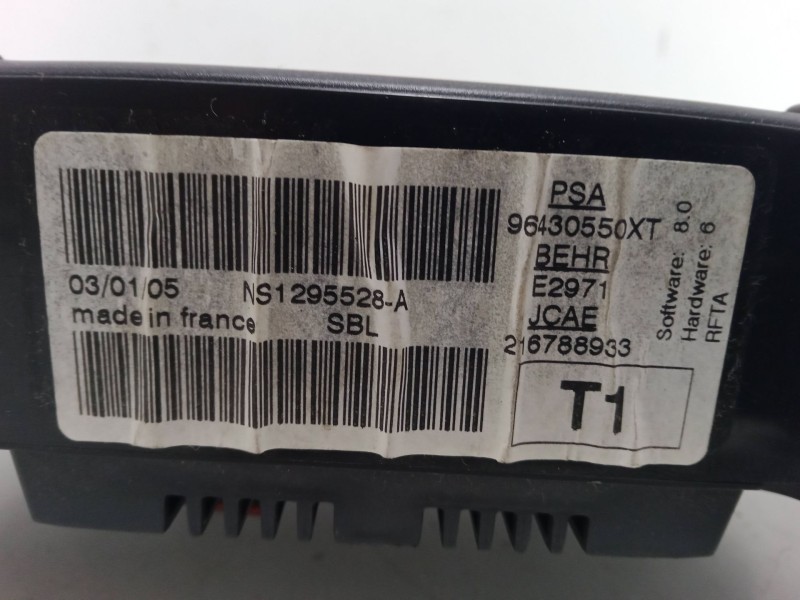 03/01/05 NS1295528-A
made in france SBL
PSA
96430550XT
BEHR
E2971
JCAE
216788933
T1
Software: 8.0
Hardware: 6
RFTA